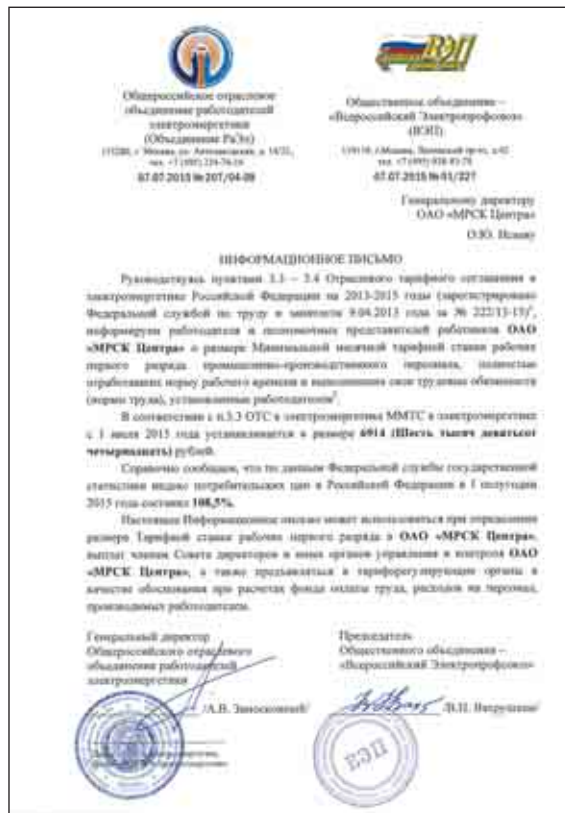 Общероссийское отраслевое
объединение работодателей
электроэнергетики
(Объединение РаЭл)
07.07.2015 № 207/04-09
ВЭП
Общественное объединение –
«Всероссийский Электропрофсоюз»
(ВЭП)
07.07.2015 № 01/227
Генеральному директору
ОАО «МРСК Центра»
О.Ю. Исаеву
ИНФОРМАЦИОННОЕ ПИСЬМО
Руководствуясь пунктами 3.3 – 3.4 Отраслевого тарифного соглашения в
электроэнергетике Российской Федерации на 2013-2015 годы (зарегистрировано
Федеральной службой по труду и занятости 9.04.2013 года за № 222/13-15)¹,
информируем работодателя и полномочных представителей работников ОАО
«МРСК Центра» о размере Минимальной месячной тарифной ставки рабочих
первого разряда промышленно-производственного персонала, полностью
отработавших норму рабочего времени и выполнивших свои трудовые обязанности
(нормы труда), установленные работодателем².
В соответствии с п.3.3 ОТС в электроэнергетике ММТС в электроэнергетике
с 1 июля 2015 года устанавливается в размере 6914 (Шесть тысяч девятьсот
четырнадцать) рублей.
Справочно сообщаем, что по данным Федеральной службы государственной
статистики индекс потребительских цен в Российской Федерации в I полугодии
2015 года составил 108,5%.
Настоящее Информационное письмо может использоваться при определении
размера Тарифной ставки рабочих первого разряда в ОАО «МРСК Центра»,
выплат членам Совета директоров и иных органов управления и контроля ОАО
«МРСК Центра», а также предъявляться в тарифорегулирующие органы в
качестве обоснования при расчетах фонда оплаты труда, расходов на персонал,
производимых работодателем.
Генеральный директор
Общероссийского отраслевого
объединения работодателей
электроэнергетики
/А.В. Замосковный/
Председатель
Общественного объединения –
«Всероссийский Электропрофсоюз»
/В.Н. Вахрушкин/
ВЭП